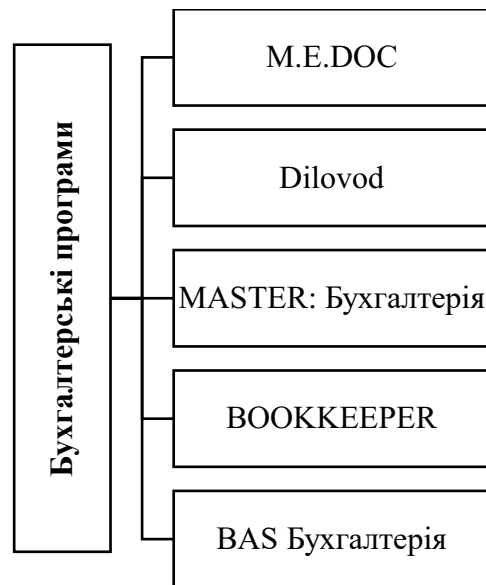 Бухгалтерські програми
M.E.DOC
Dilovod
MASTER: Бухгалтерія
BOOKKEEPER
BAS Бухгалтерія